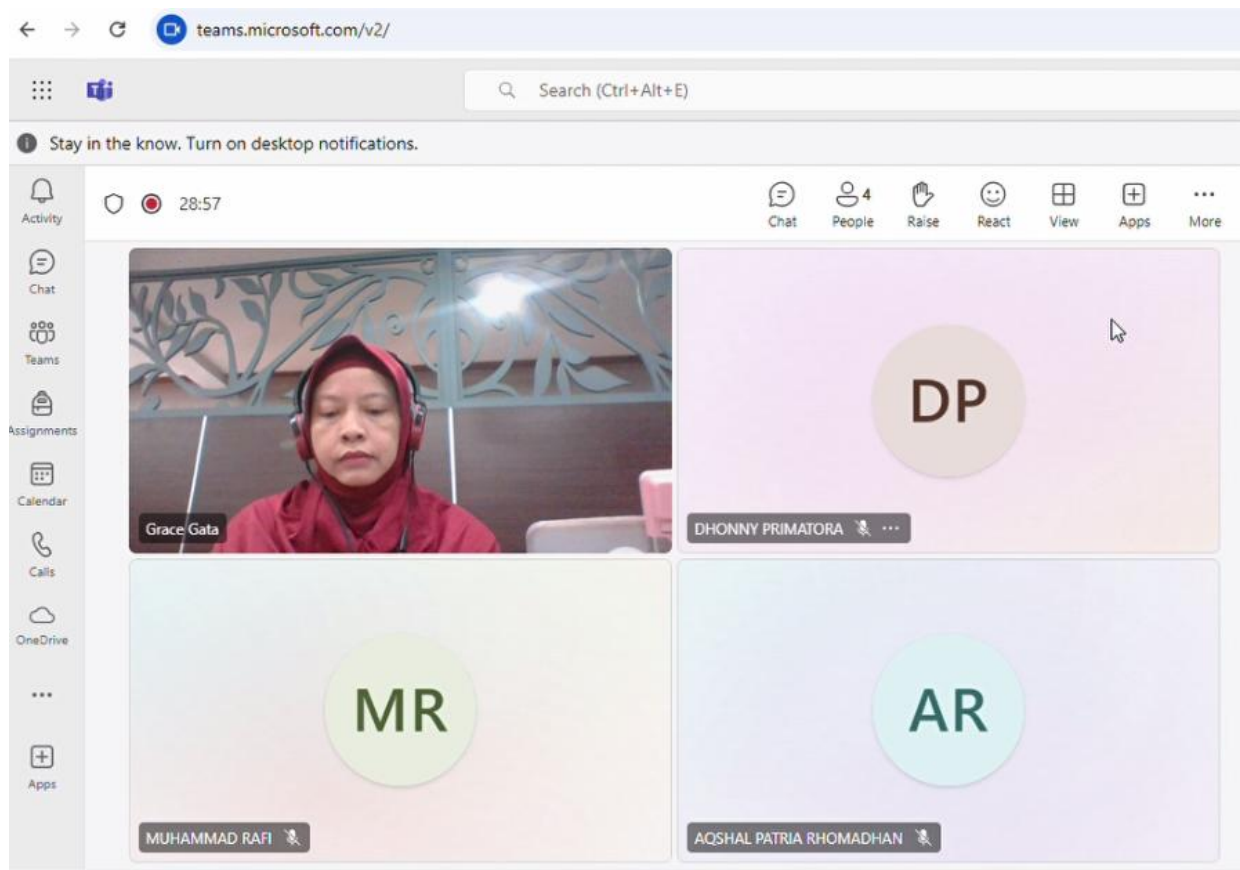 teams.microsoft.com/v2/
Search (Ctrl+Alt+E)
Stay in the know. Turn on desktop notifications.
Activity
Chat
Teams
Assignments
Calendar
Calls
OneDrive
Apps
28:57
4
Chat People Raise React View Apps More
Grace Gata
DP
DHONNY PRIMATORA
MR
MUHAMMAD RAFI
AR
AQSHAL PATRIA RHOMADHAN